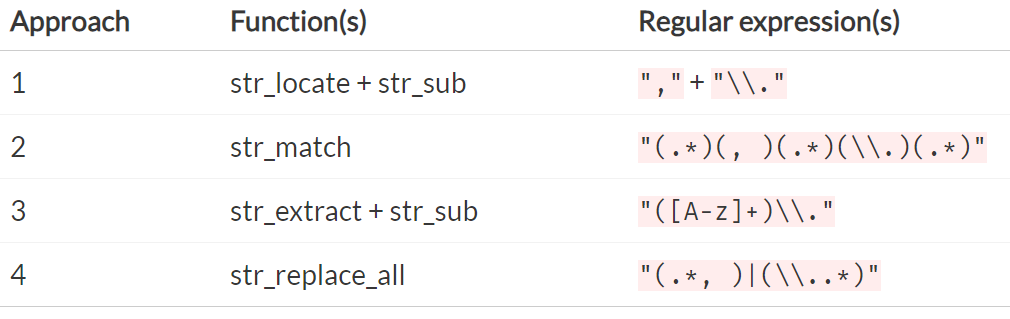 Approach Function(s) Regular expression(s)
1 str_locate + str_sub "," + "\\."
2 str_match "(.*)(, )(.*)(\\.)(.*)"
3 str_extract + str_sub "([A-z]+)\\."
4 str_replace_all "(.*, )|(\\..*)"